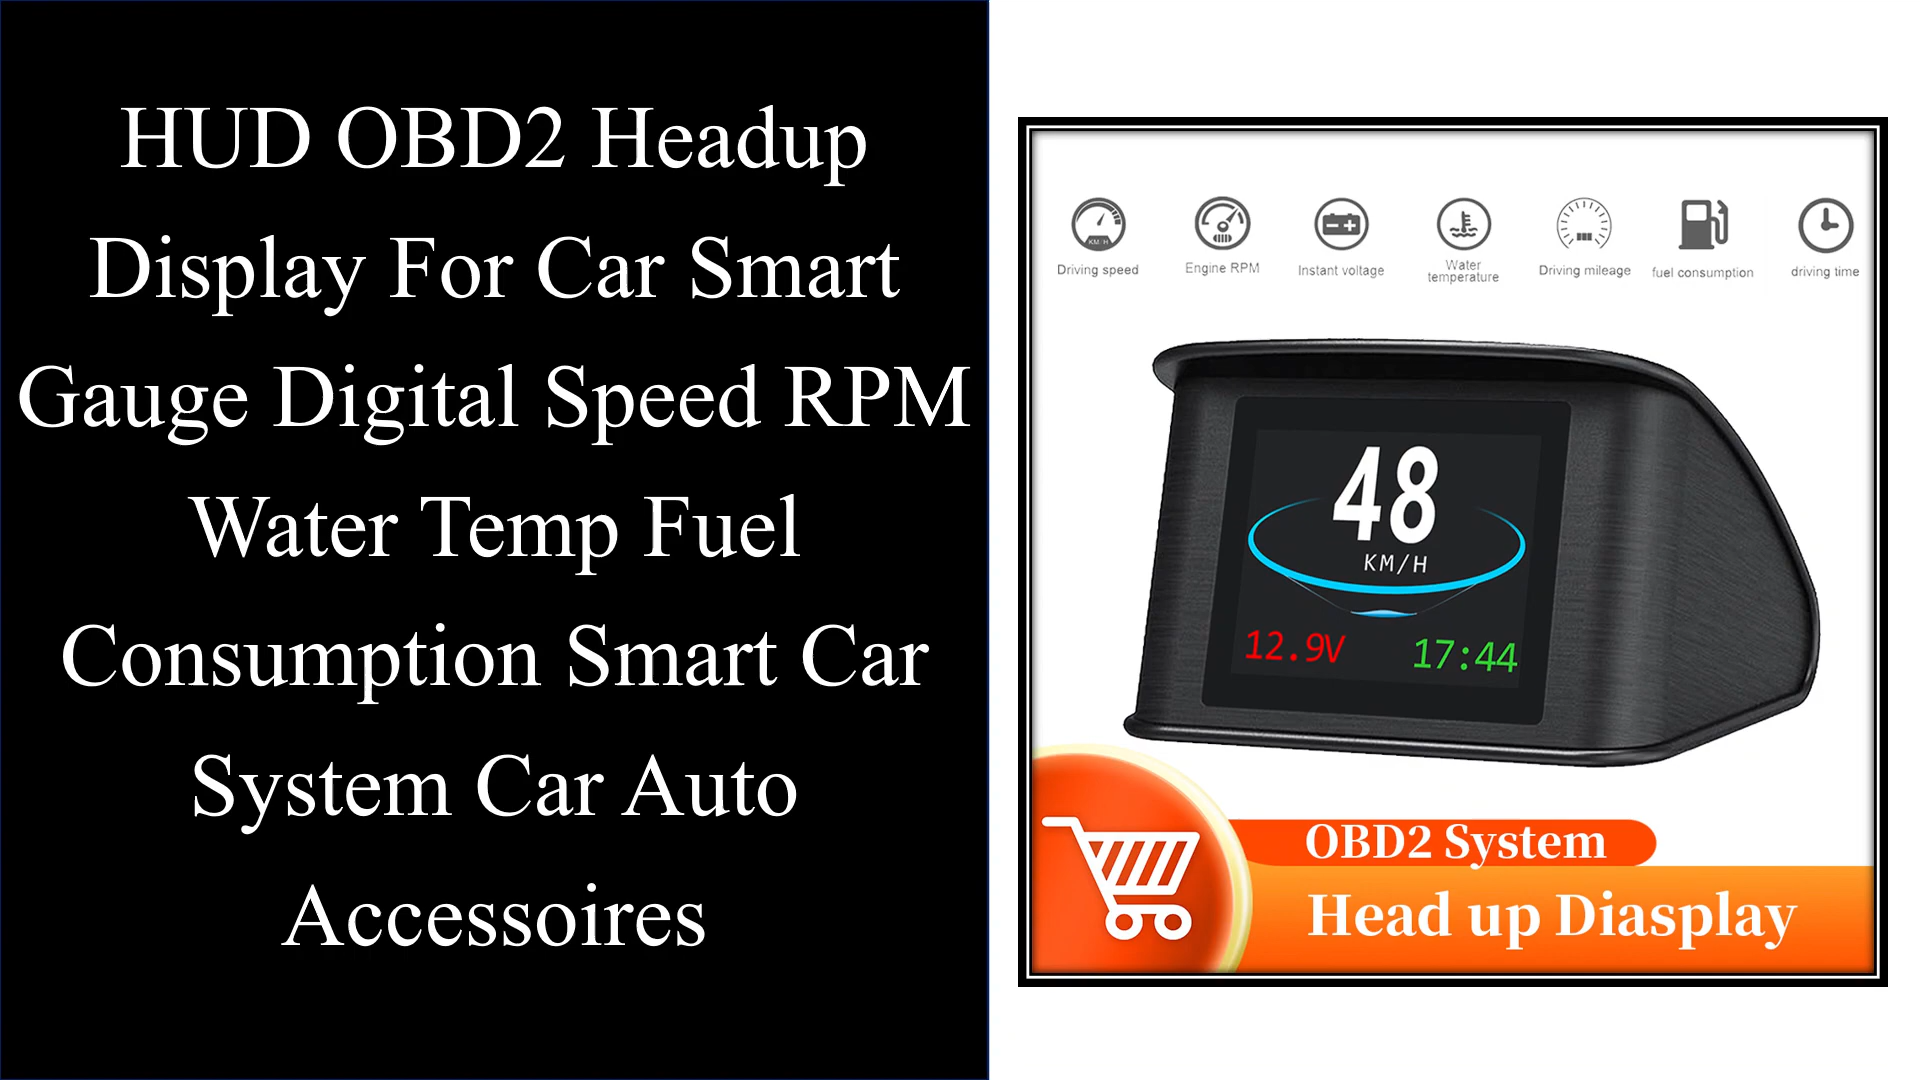 HUD OBD2 Headup
Display For Car Smart
Gauge Digital Speed RPM
Water Temp Fuel
Consumption Smart Car
System Car Auto
Accessoires
KM/H
Driving speed
Engine RPM
Instant voltage
Water
temperature
Driving mileage
fuel consumption
driving time
48
KM/H
12.9V
17:44
OBD2 System
Head up Diasplay